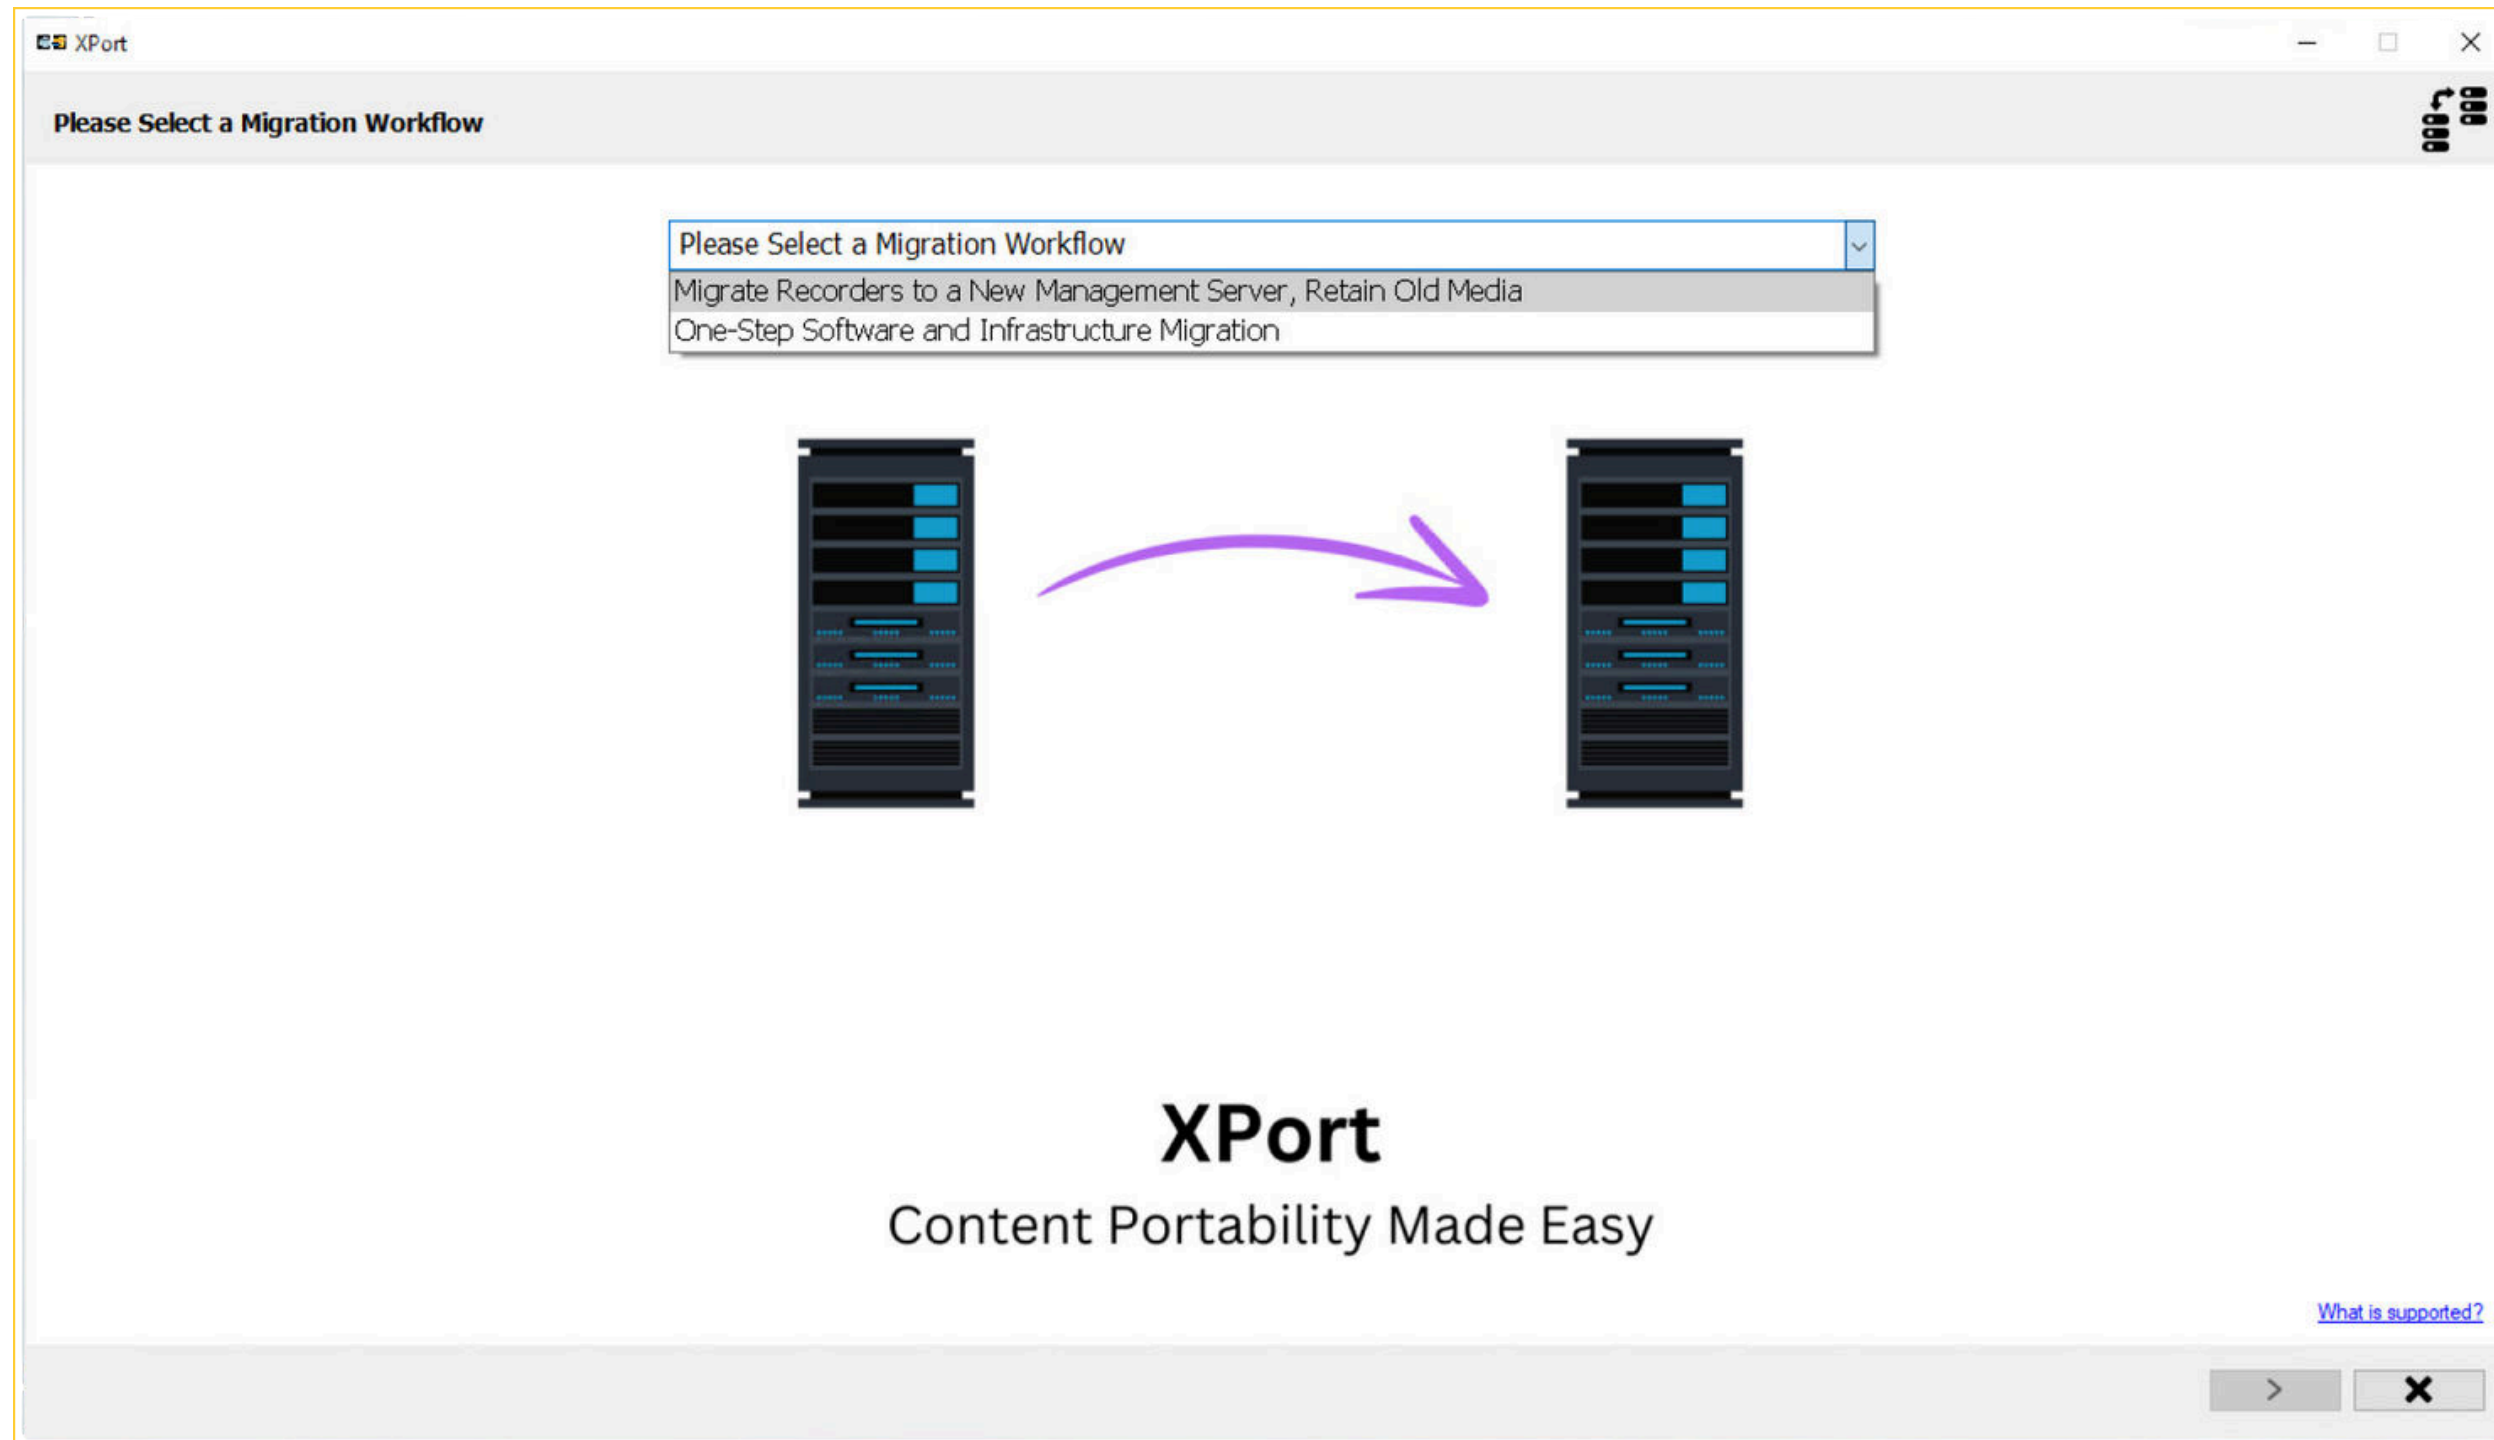 XPort
Please Select a Migration Workflow
Please Select a Migration Workflow
Migrate Recorders to a New Management Server, Retain Old Media
One-Step Software and Infrastructure Migration
XPort
Content Portability Made Easy
What is supported?